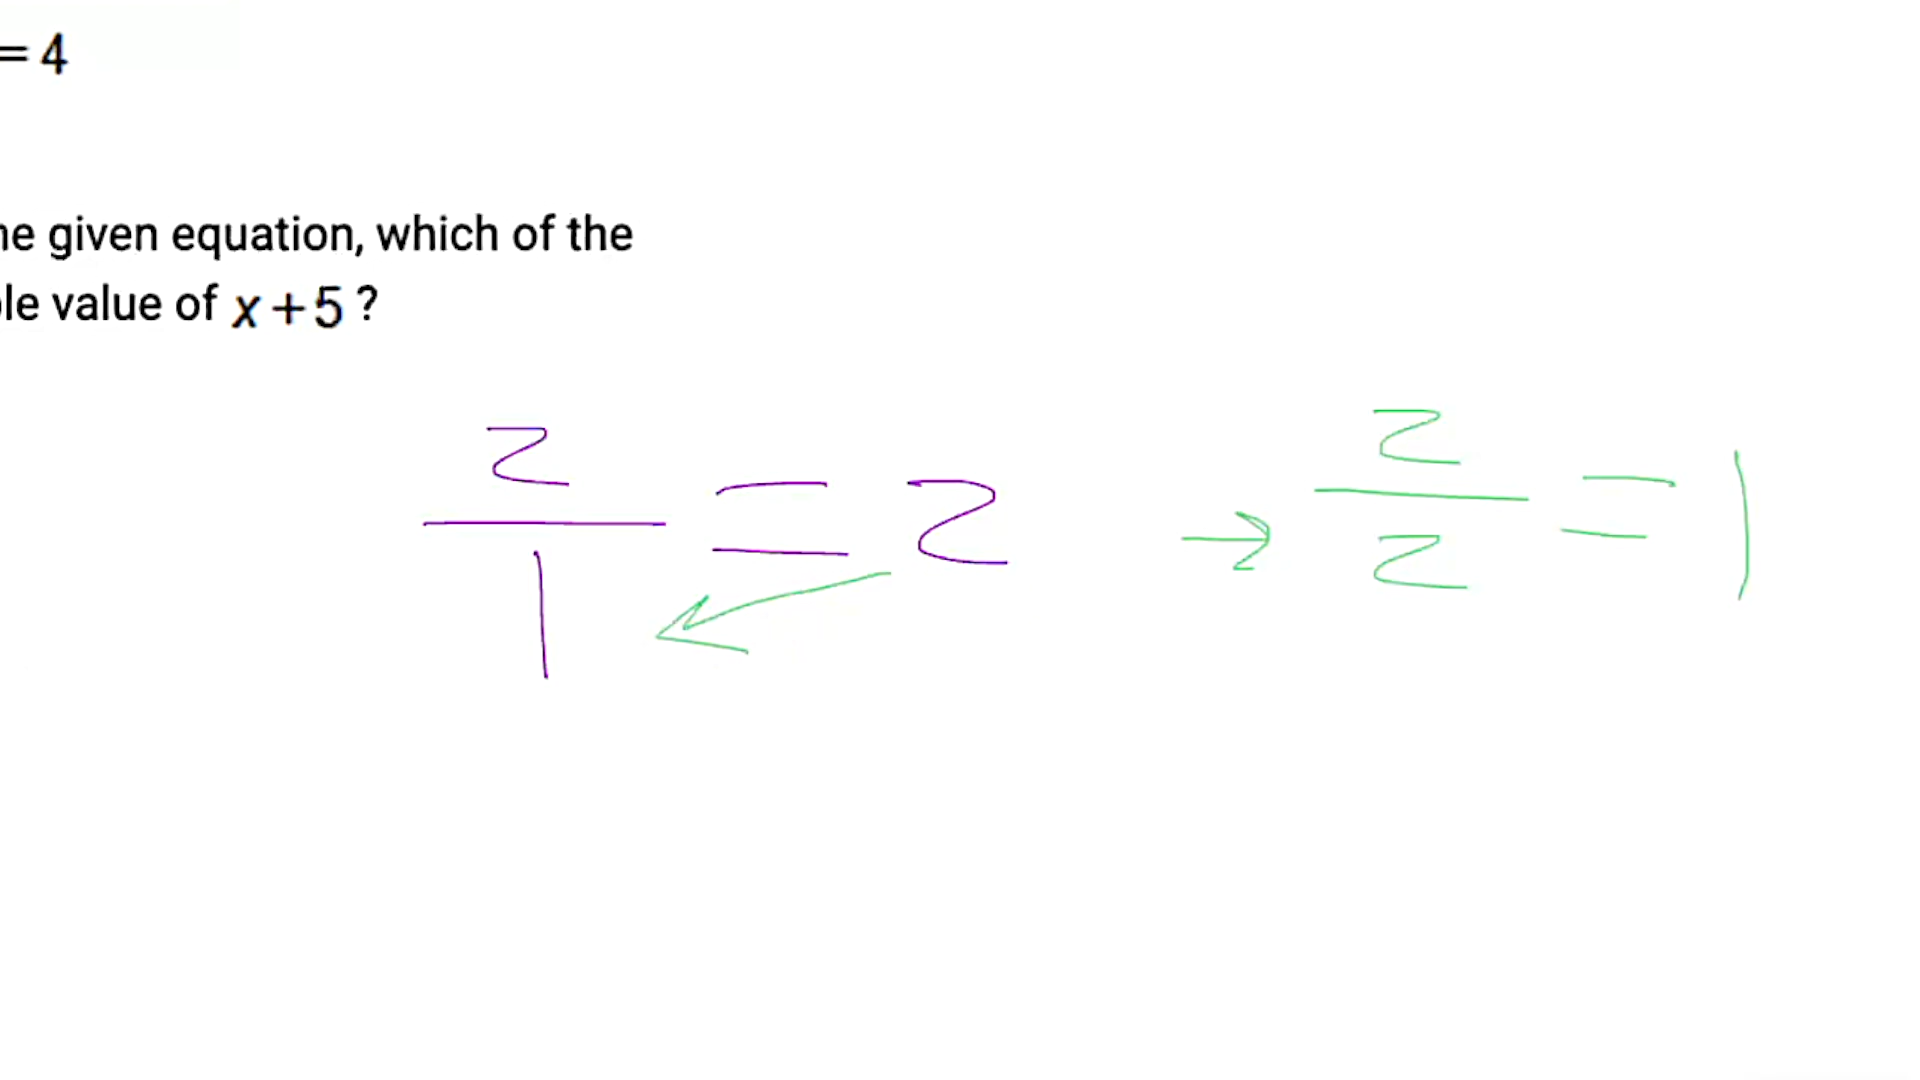 = 4
he given equation, which of the
le value of x + 5 ?
2/1 = 2 → 2/2 = 1